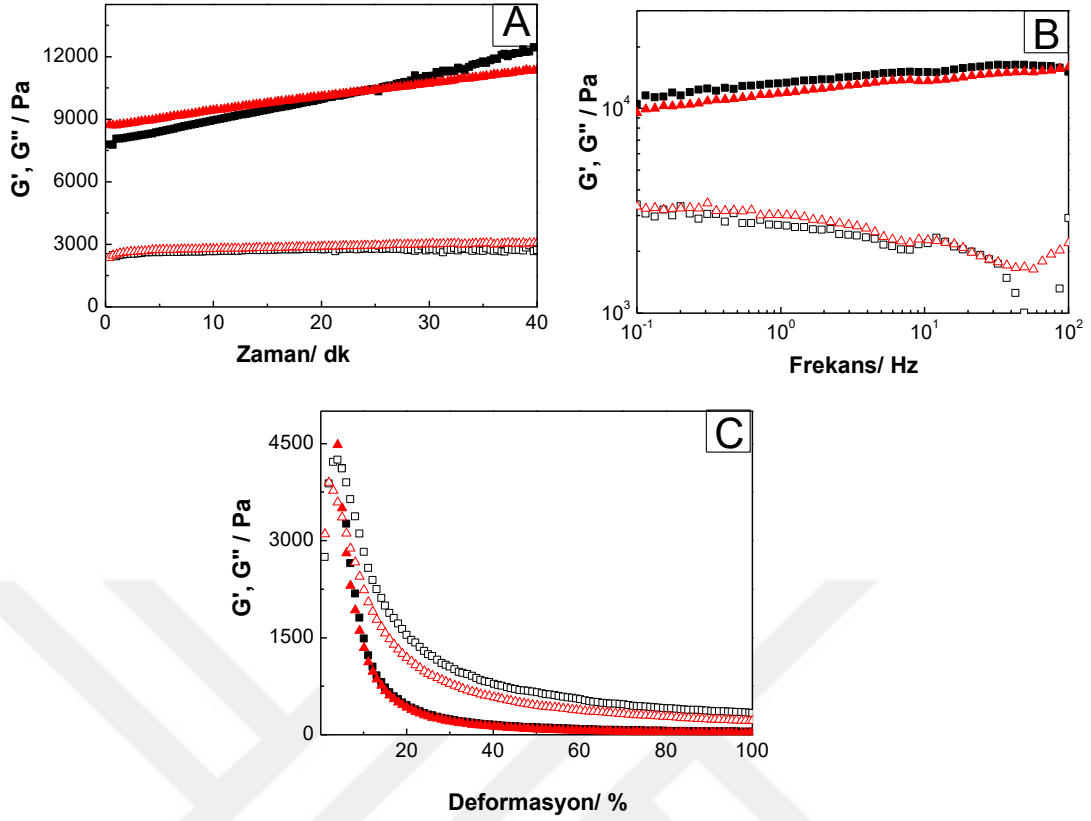 A
12000
9000
6000
3000
0
G', G'' / Pa
0 10 20 30 40
Zaman/ dk
B
10⁴
10³
G', G'' / Pa
10⁻¹ 10⁰ 10¹ 10²
Frekans/ Hz
C
4500
3000
1500
0
G', G'' / Pa
20 40 60 80 100
Deformasyon/ %